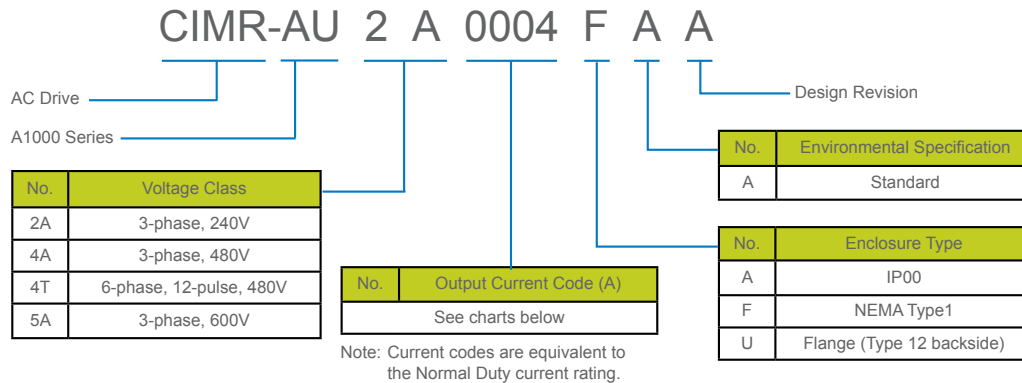 CIMR-AU 2 A 0004 F A A
AC Drive
A1000 Series
Design Revision
No. Environmental Specification
A Standard
No. Voltage Class
2A 3-phase, 240V
4A 3-phase, 480V
4T 6-phase, 12-pulse, 480V
5A 3-phase, 600V
No. Output Current Code (A)
See charts below
Note: Current codes are equivalent to
the Normal Duty current rating.
No. Enclosure Type
A IP00
F NEMA Type1
U Flange (Type 12 backside)